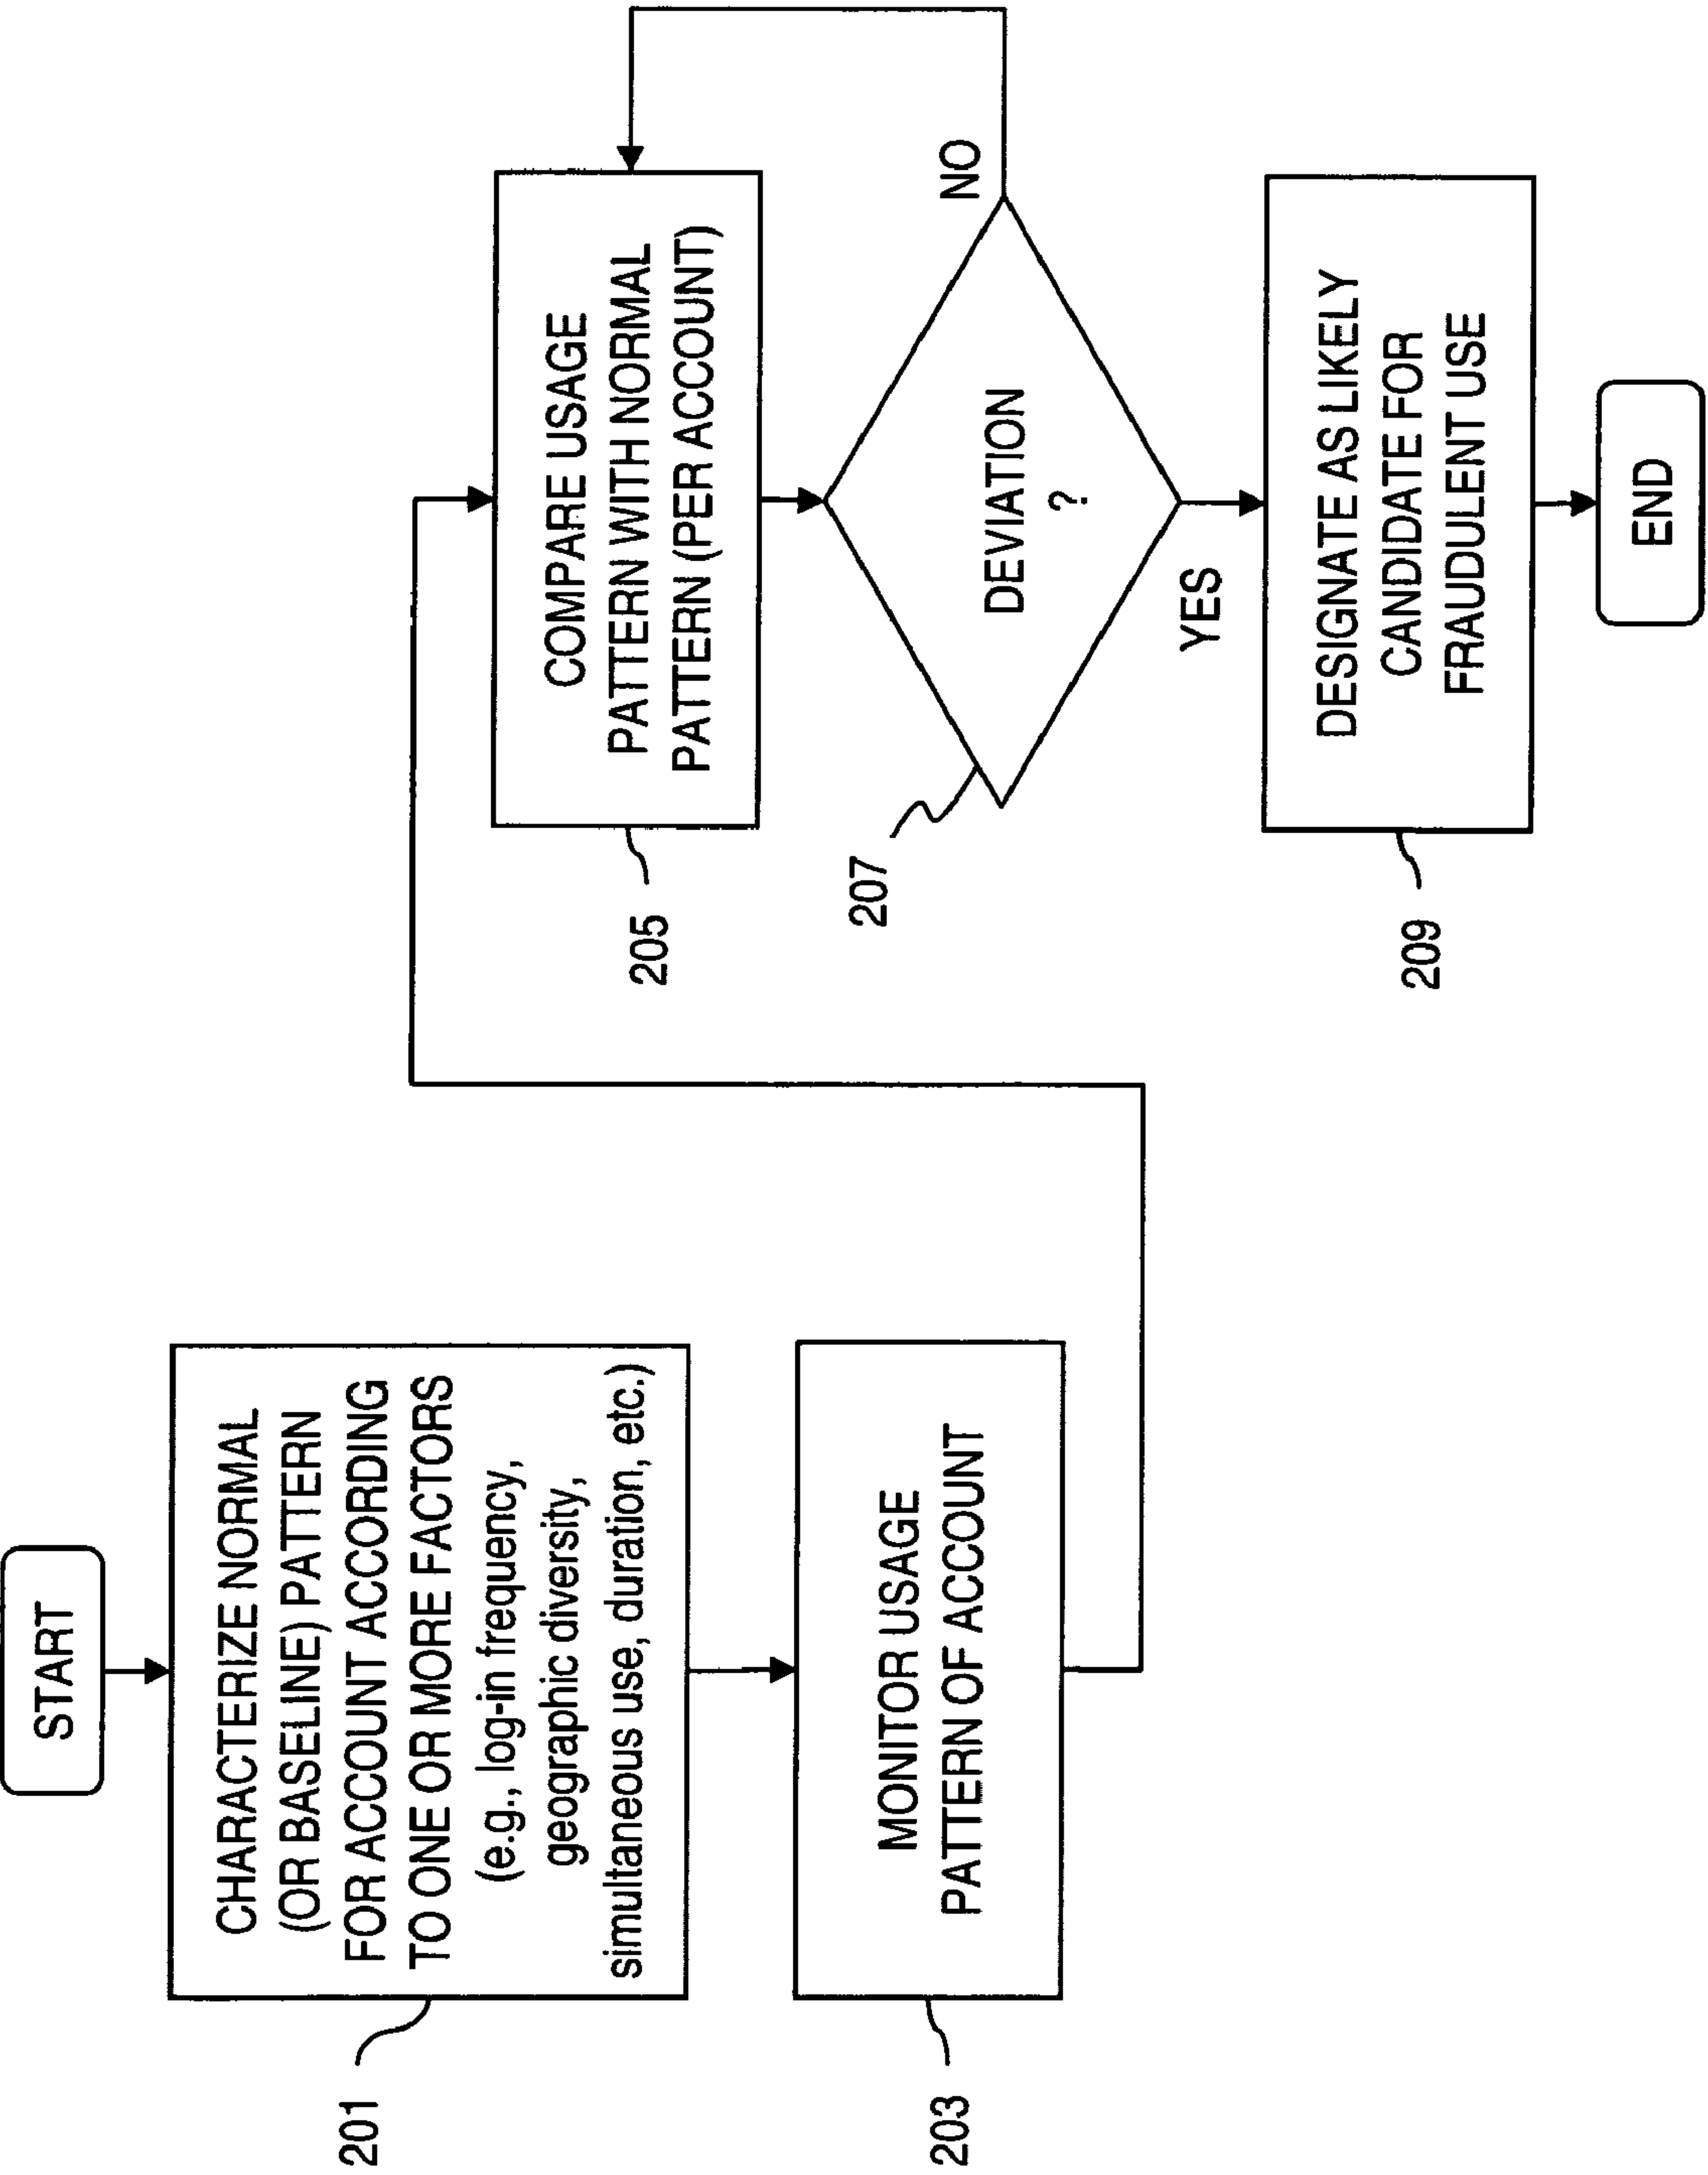 START
CHARACTERIZE NORMAL
(OR BASELINE) PATTERN
FOR ACCOUNT ACCORDING
TO ONE OR MORE FACTORS
(e.g., log-in frequency,
geographic diversity,
simultaneous use, duration, etc.)
201
MONITOR USAGE
PATTERN OF ACCOUNT
203
COMPARE USAGE
PATTERN WITH NORMAL
PATTERN (PER ACCOUNT)
205
DEVIATION
?
207
NO
YES
DESIGNATE AS LIKELY
CANDIDATE FOR
FRAUDULENT USE
209
END